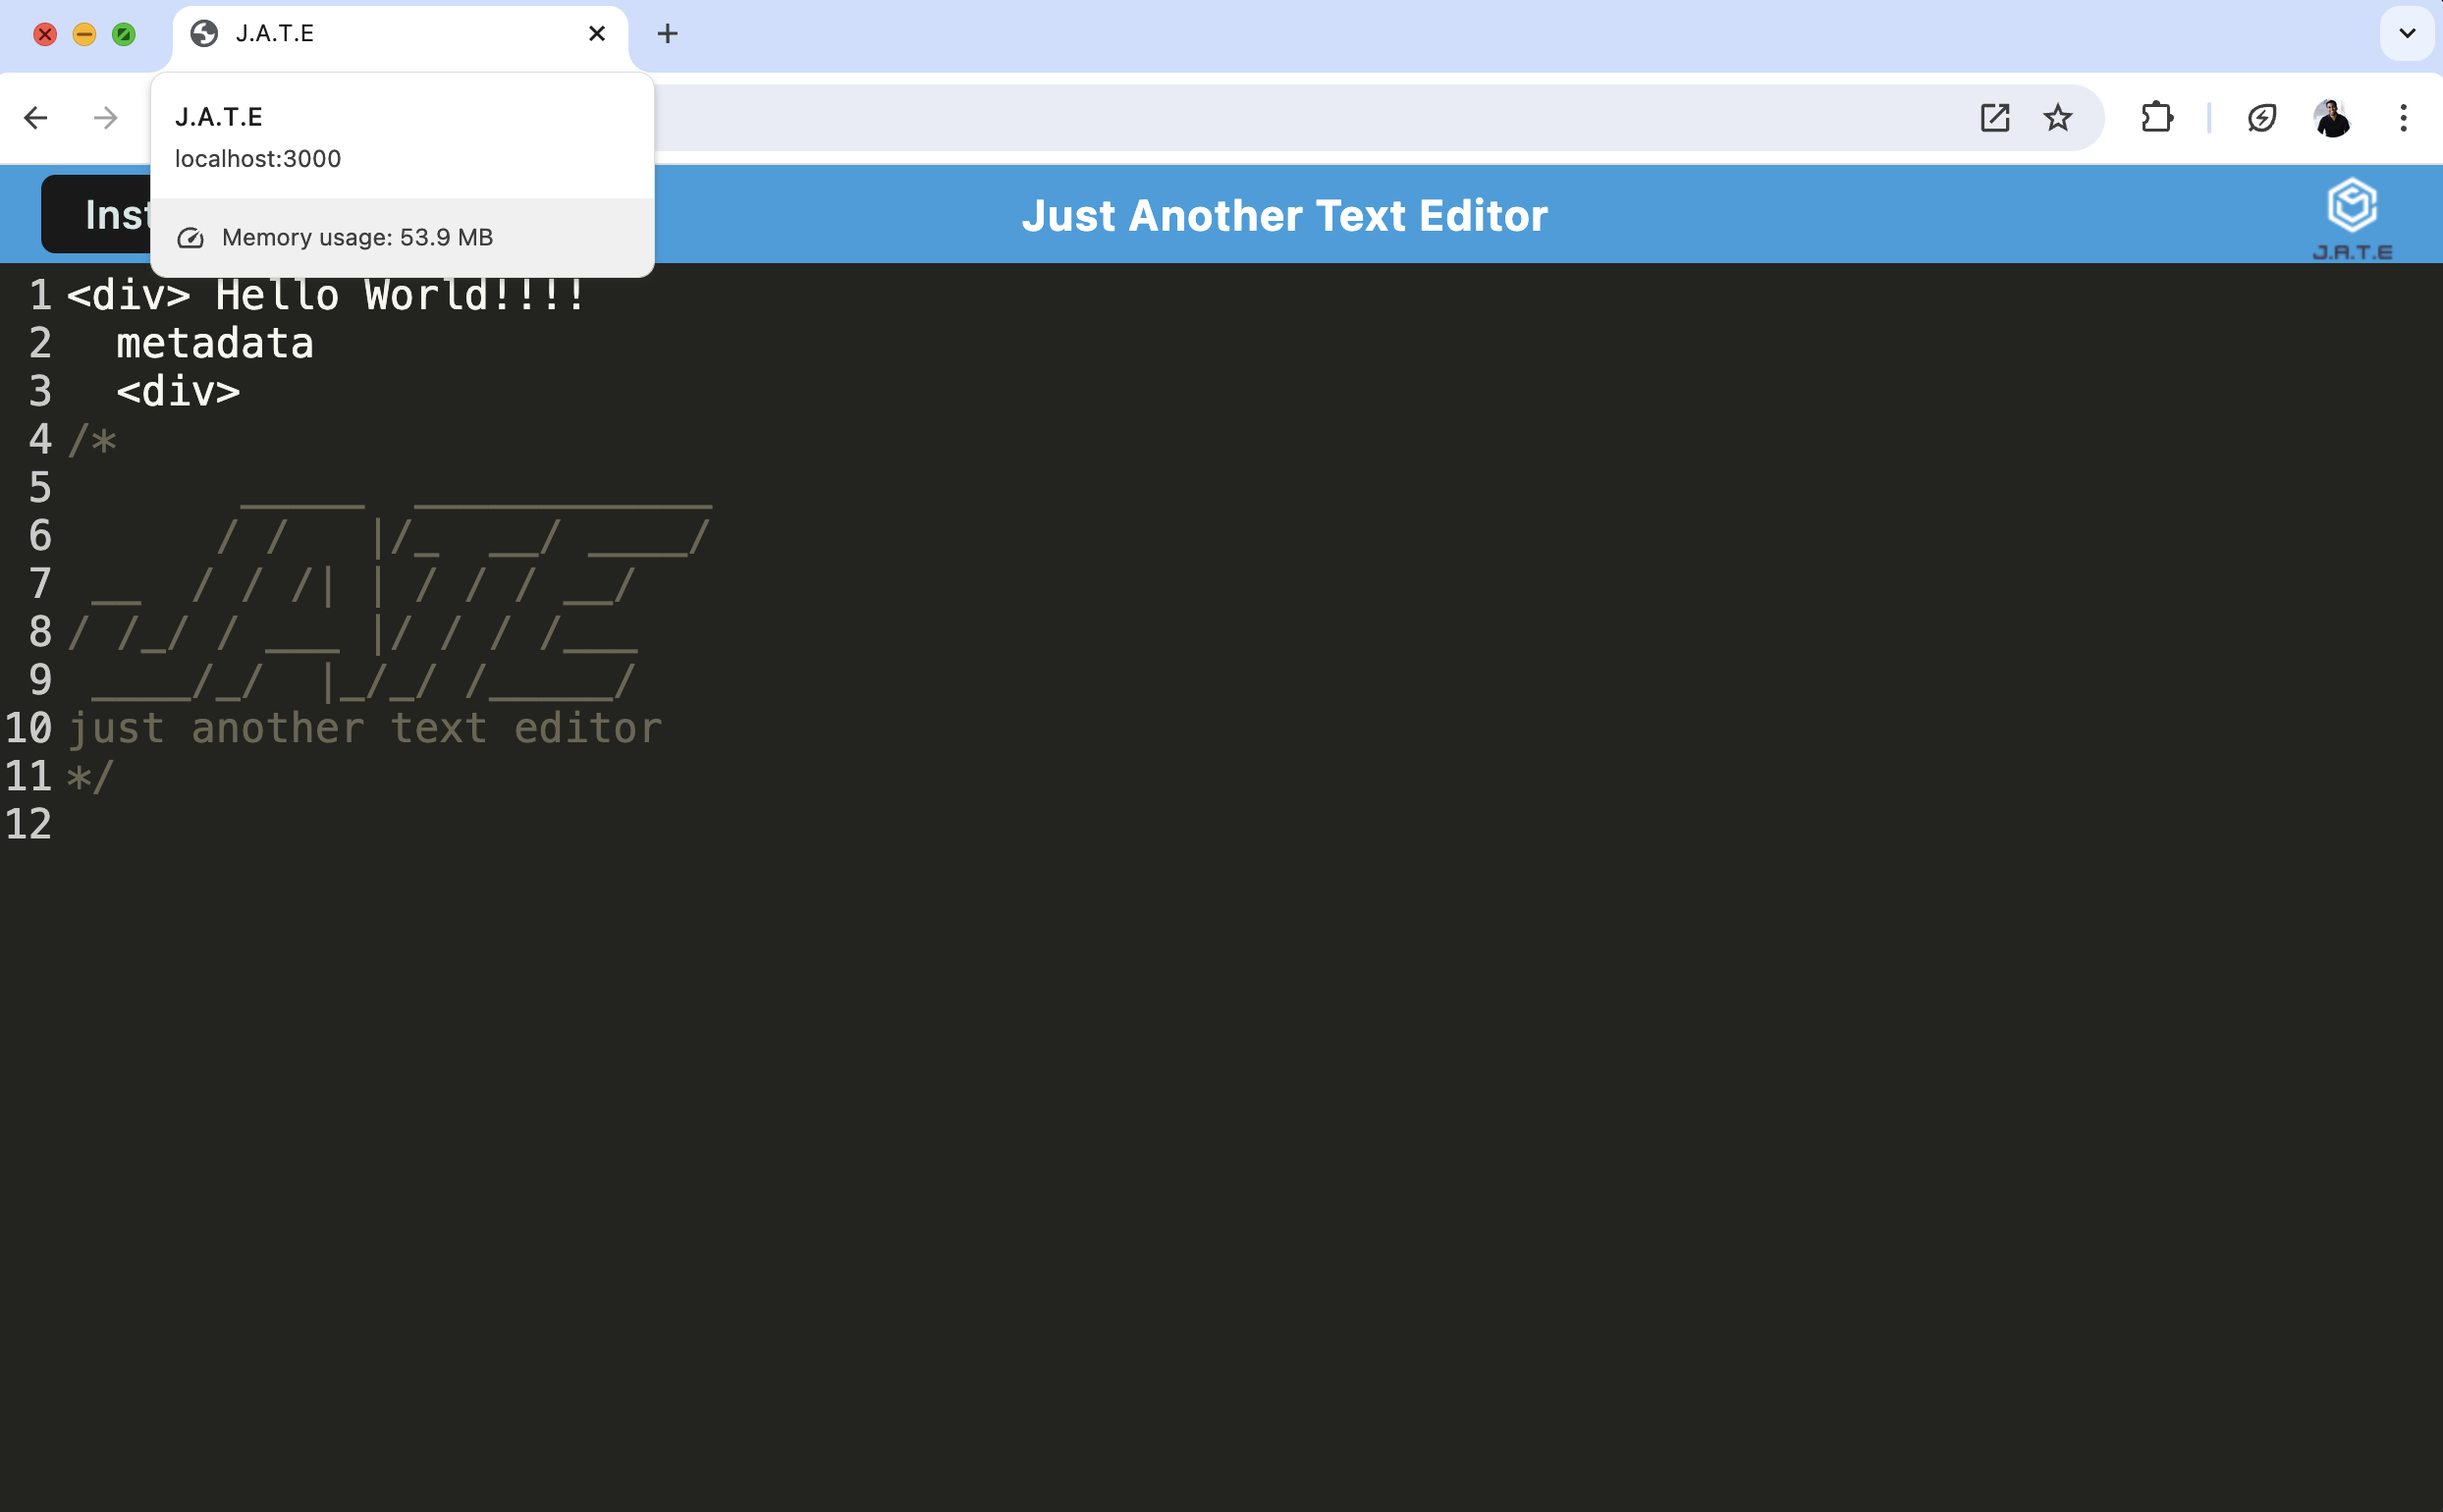 J.A.T.E
J.A.T.E
localhost:3000
Memory usage: 53.9 MB
Just Another Text Editor
J.A.T.E
1 <div> Hello World!!!!
2   metadata
3   <div>
4 /*
5        _____  ____________
6       / /   |/_  __/ ____/
7  __  / / /| | / / / __/
8 / /_/ / ___ |/ / / /___
9  ____/_/  |_/_/ /_____/
10 just another text editor
11 */
12